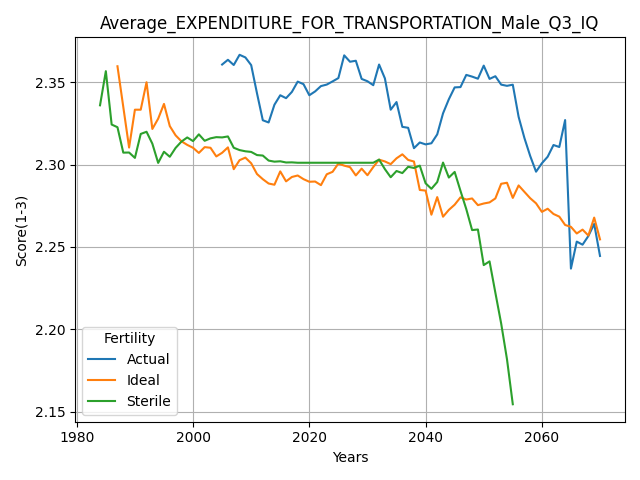 Average_EXPENDITURE_FOR_TRANSPORTATION_Male_Q3_IQ
Score(1-3)
2.35
2.30
2.25
2.20
2.15
Fertility
Actual
Ideal
Sterile
1980
2000
2020
2040
2060
Years